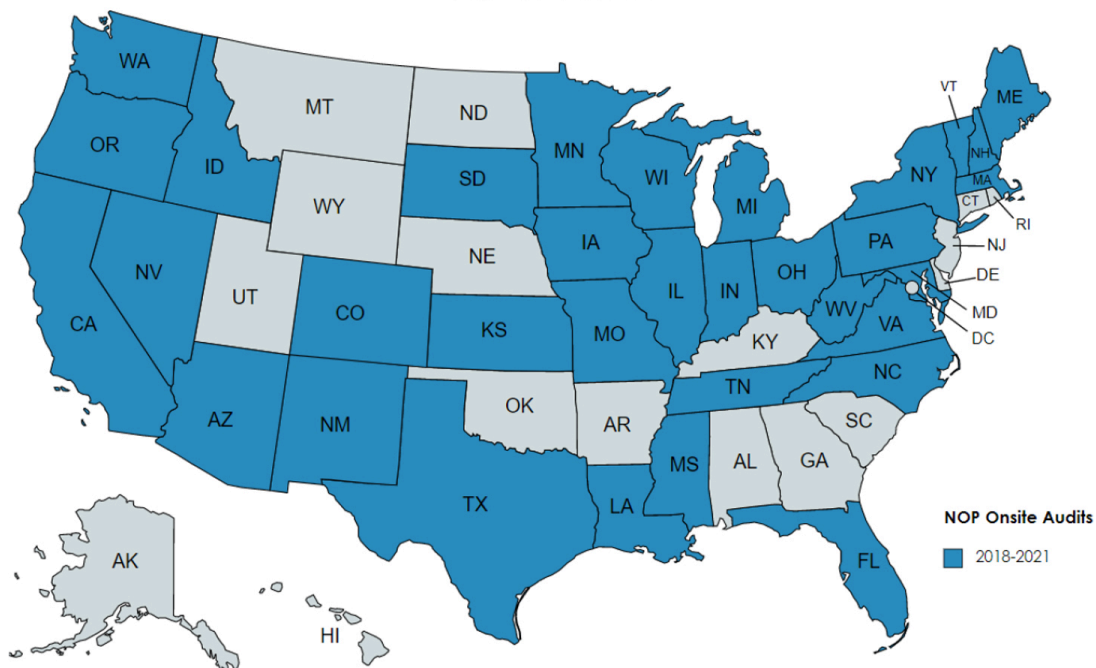 WA
MT
ND
VT
ME
OR
ID
MN
NH
SD
WI
NY
MA
WY
MI
CT
RI
IA
PA
NJ
NV
NE
OH
DE
UT
IL
IN
MD
CA
CO
WV
VA
DC
KS
MO
KY
NC
TN
AZ
NM
OK
AR
SC
MS
AL
GA
TX
LA
NOP Onsite Audits
2018-2021
AK
FL
HI